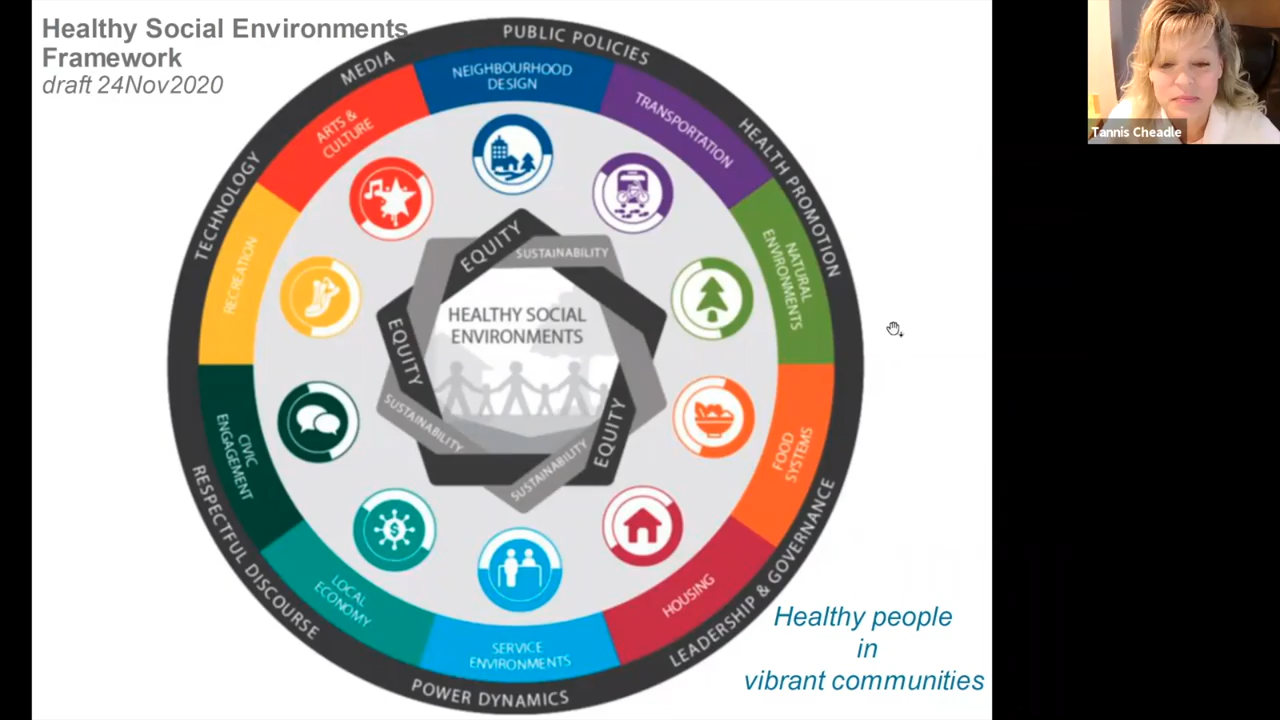 Healthy Social Environments
Framework
draft 24Nov2020
PUBLIC POLICIES
HEALTH PROMOTION
LEADERSHIP & GOVERNANCE
POWER DYNAMICS
RESPECTFUL DISCOURSE
TECHNOLOGY
MEDIA
NEIGHBOURHOOD
DESIGN
TRANSPORTATION
NATURAL
ENVIRONMENTS
FOOD
SYSTEMS
HOUSING
SERVICE
ENVIRONMENTS
LOCAL
ECONOMY
CIVIC
ENGAGEMENT
RECREATION
ARTS &
CULTURE
EQUITY
SUSTAINABILITY
EQUITY
SUSTAINABILITY
EQUITY
SUSTAINABILITY
HEALTHY SOCIAL
ENVIRONMENTS
$
Healthy people
in
vibrant communities
Tannis Cheadle